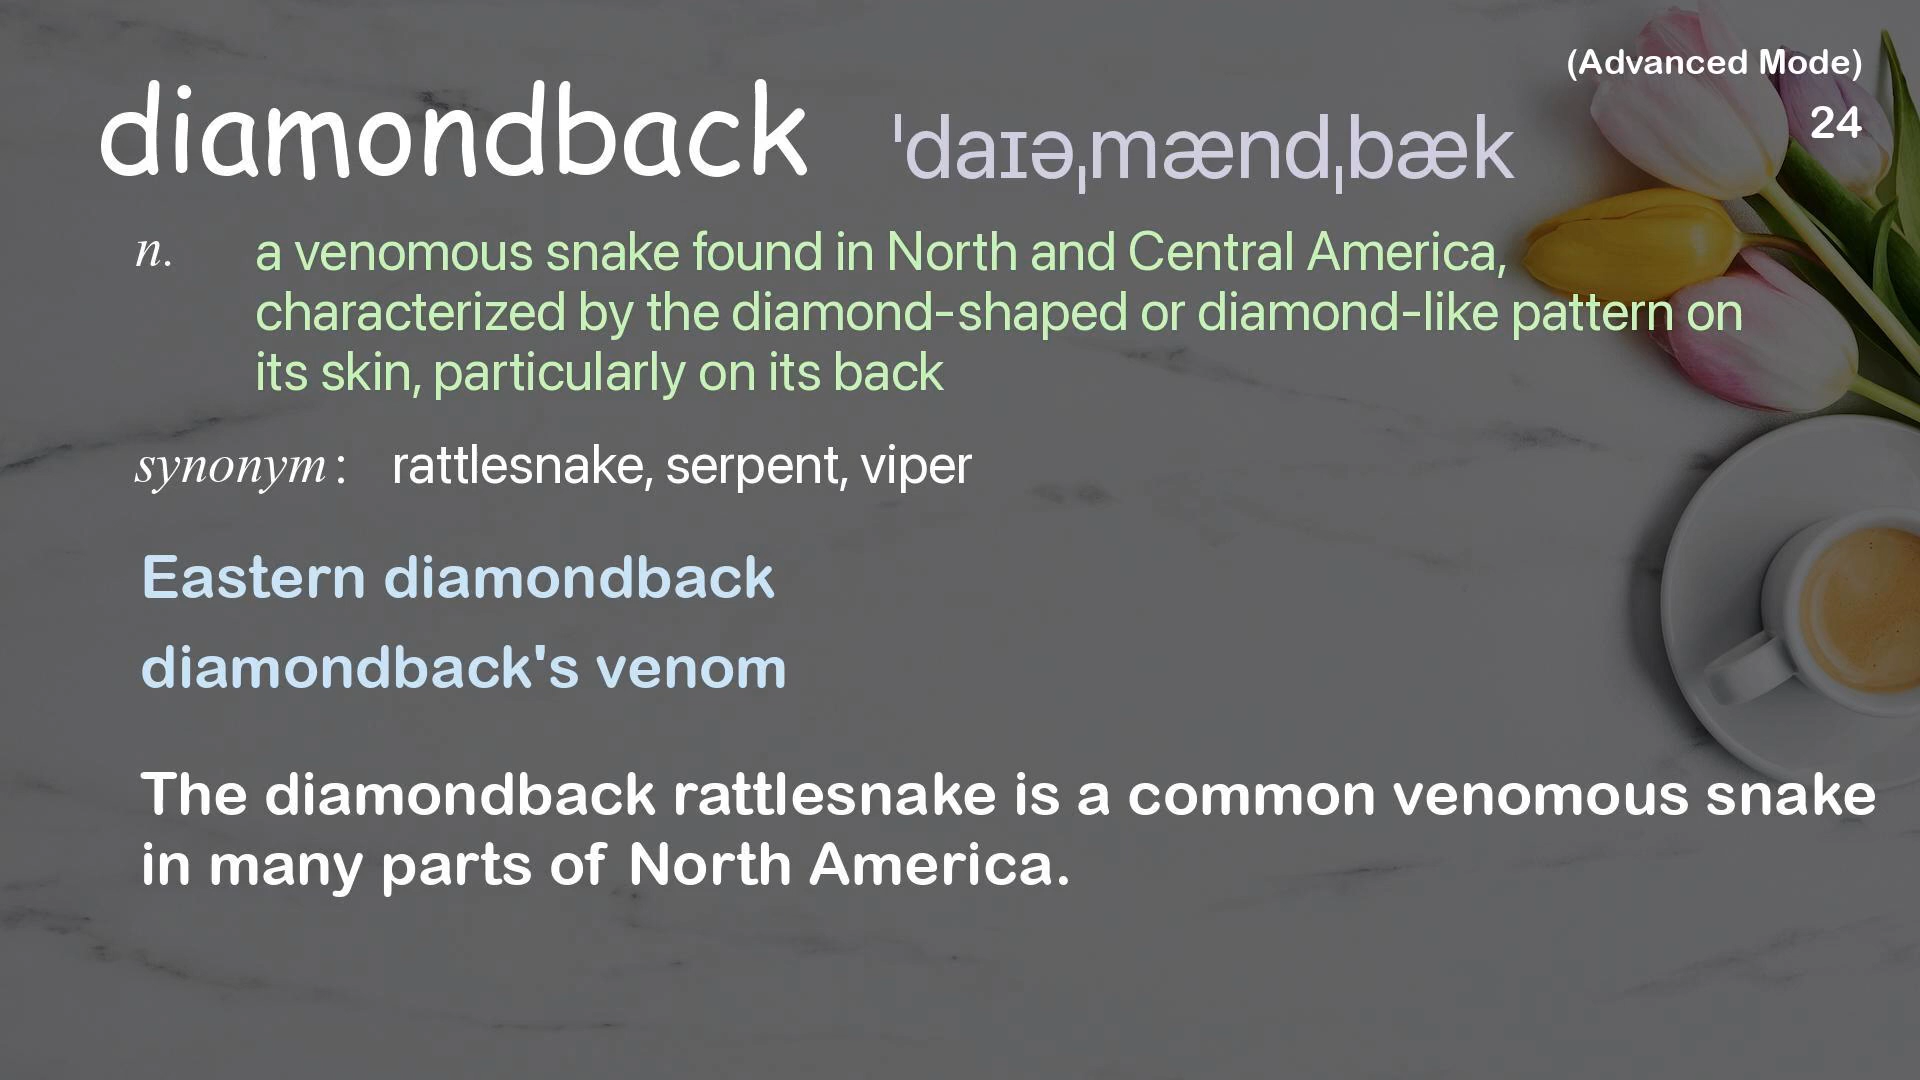 (Advanced Mode)
24
diamondback ˈdaɪəˌmændˌbæk
n. a venomous snake found in North and Central America,
characterized by the diamond-shaped or diamond-like pattern on
its skin, particularly on its back
synonym: rattlesnake, serpent, viper
Eastern diamondback
diamondback's venom
The diamondback rattlesnake is a common venomous snake
in many parts of North America.